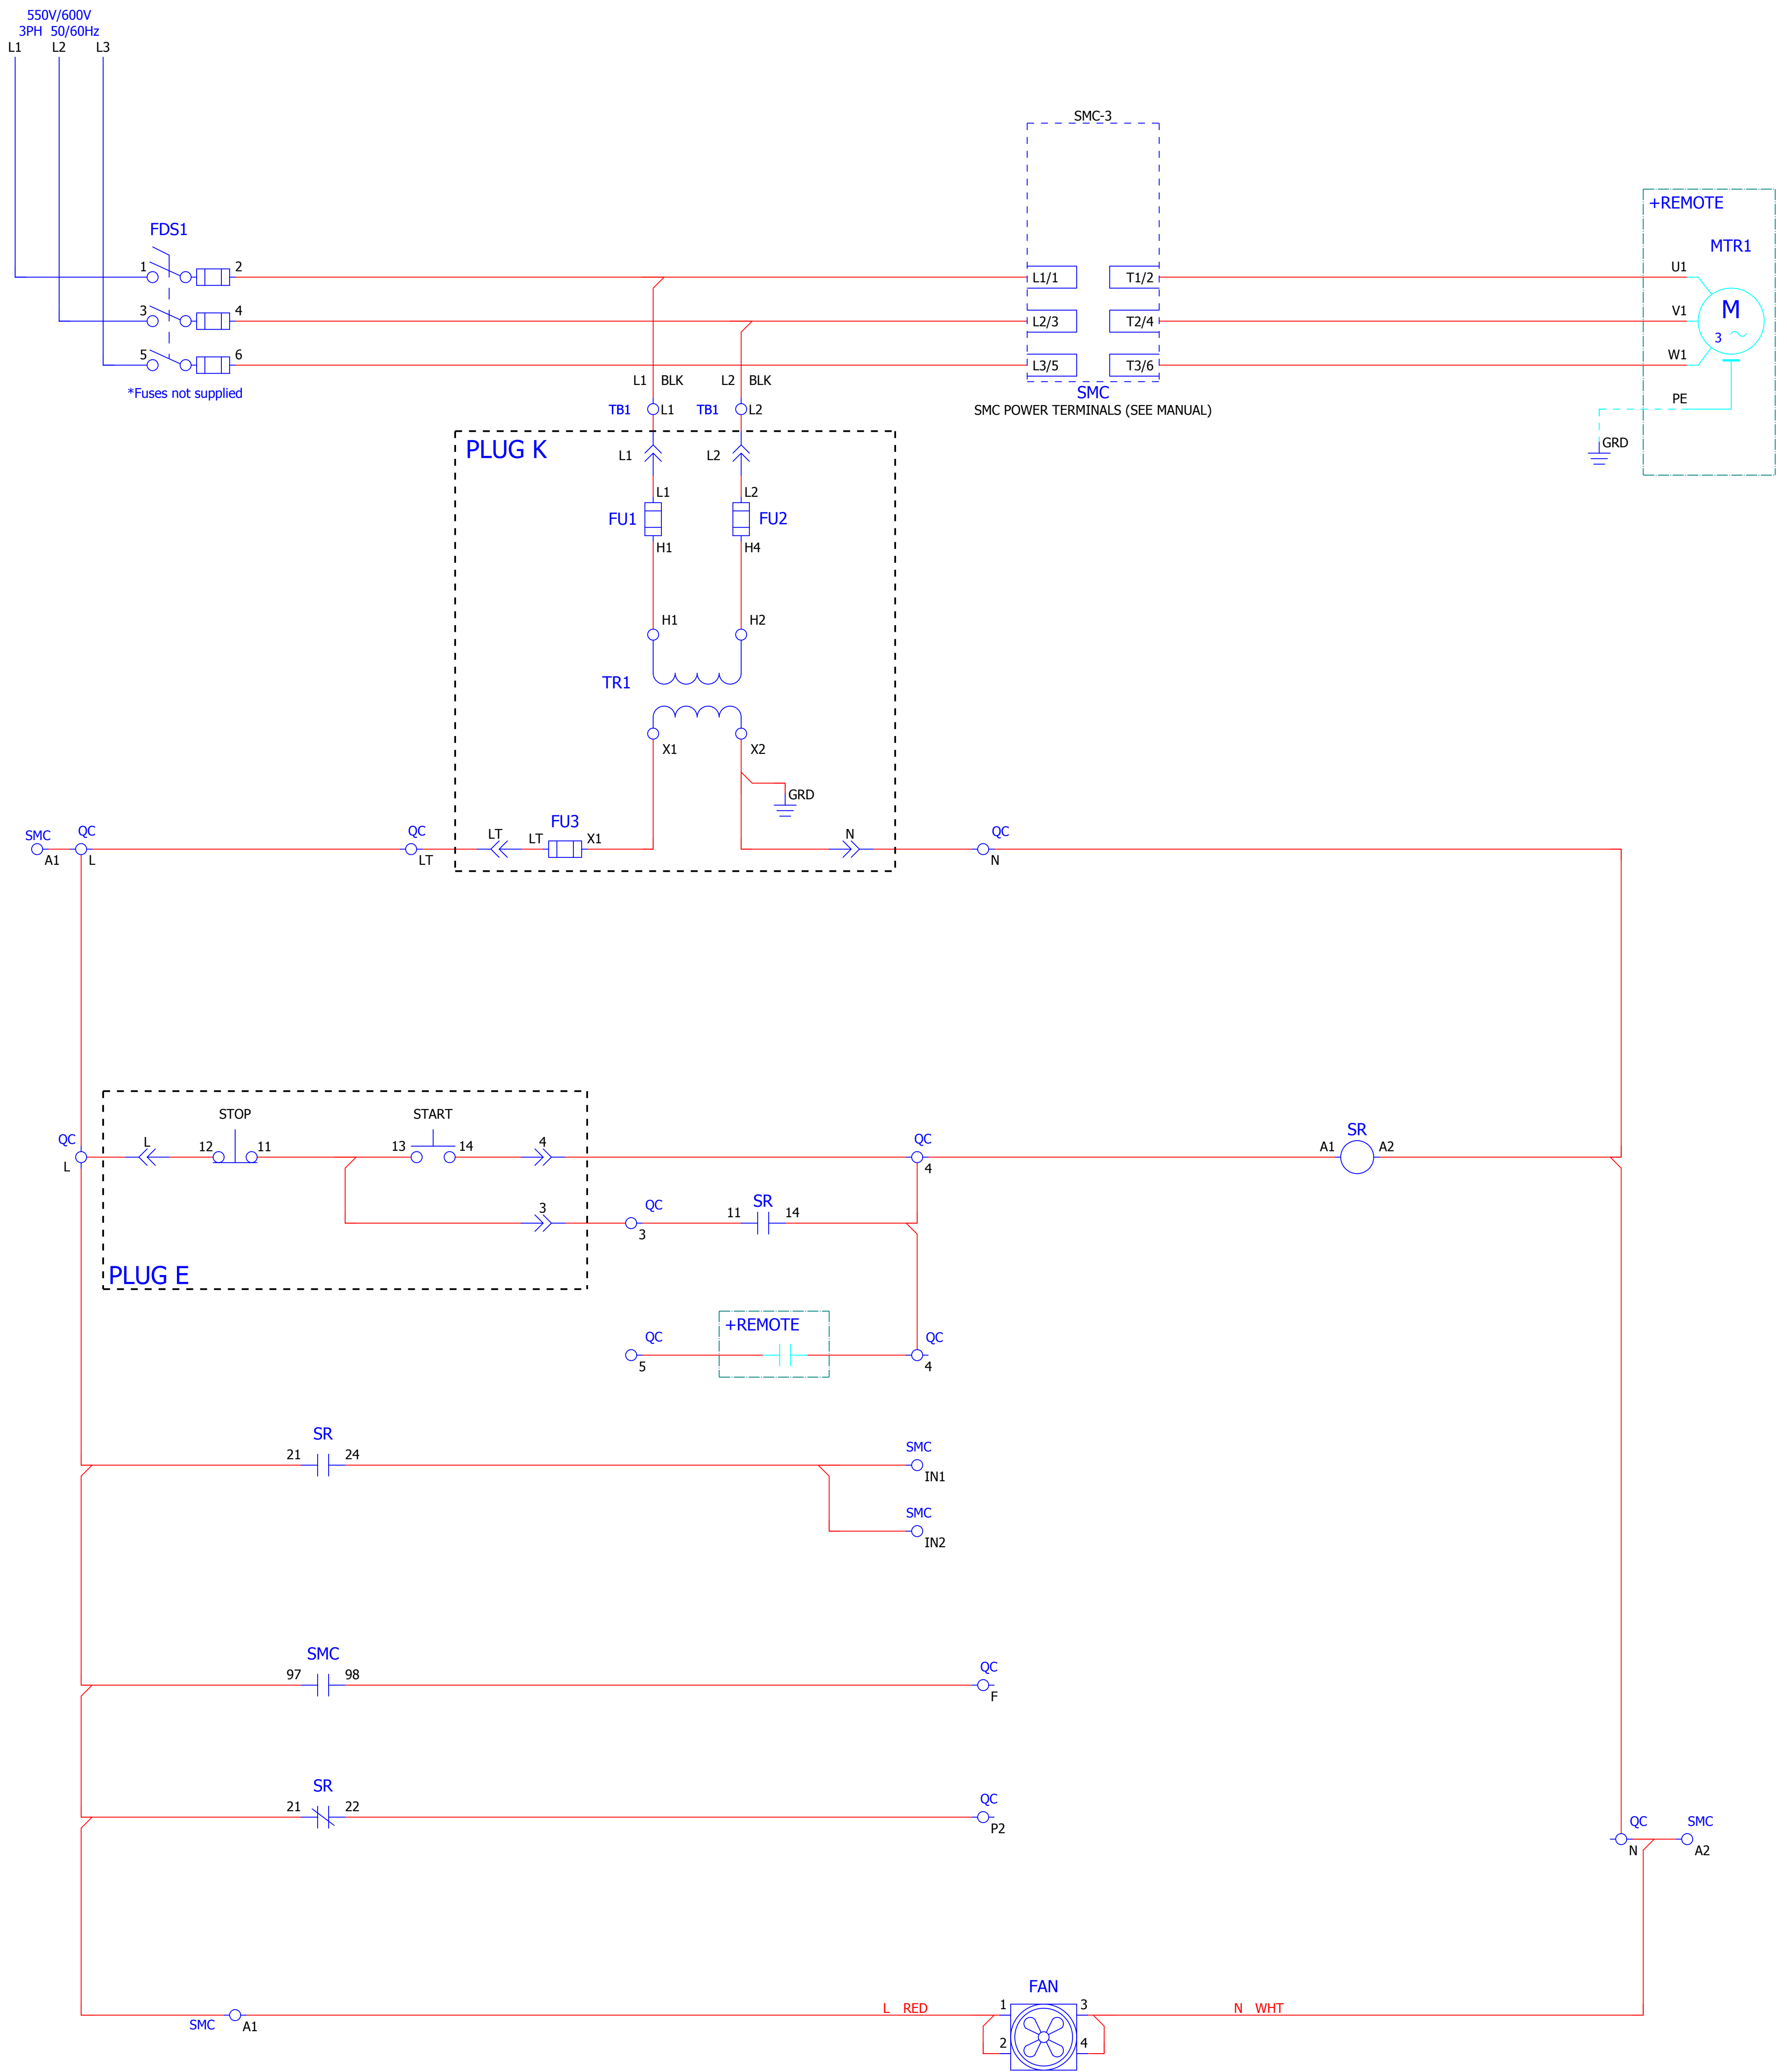 550V/600V
3PH 50/60Hz
L1 L2 L3
SMC-3
+REMOTE
FDS1
MTR1
1 2
L1/1 T1/2
U1
3 4
L2/3 T2/4
V1
M
3
5 6
L3/5 T3/6
W1
*Fuses not supplied
L1 BLK L2 BLK
SMC
PE
TB1 L1 TB1 L2
SMC POWER TERMINALS (SEE MANUAL)
GRD
PLUG K
L1 L2
L1 L2
FU1 FU2
H1 H4
H1 H2
TR1
X1 X2
GRD
SMC QC QC
LT LT FU3 X1
N QC
A1 L LT N
STOP START
QC L 12 11 13 14 4 QC
SR
A1 A2
L 4
3 QC
11 SR 14
3
PLUG E
+REMOTE
QC QC
5 4
SR
21 24
SMC
IN1
SMC
IN2
SMC
97 98
QC
F
SR
21 22
QC
P2
QC SMC
N A2
FAN
L RED 1 3 N WHT
SMC A1
2 4